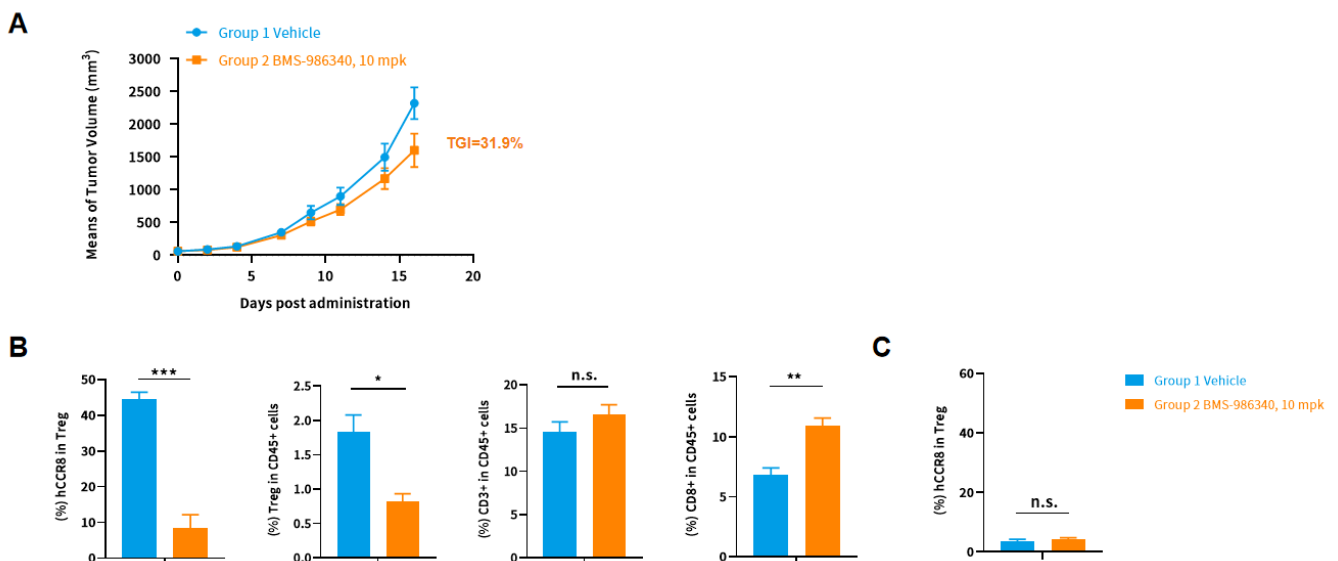 A
Group 1 Vehicle
Group 2 BMS-986340, 10 mpk
Means of Tumor Volume (mm³)
3000
2500
2000
1500
1000
500
0
0 5 10 15 20
Days post administration
TGI=31.9%
B
(%) hCCR8 in Treg
50
40
30
20
10
0
***
(%) Treg in CD45+ cells
2.5
2.0
1.5
1.0
0.5
0.0
*
(%) CD3+ in CD45+ cells
20
15
10
5
0
n.s.
(%) CD8+ in CD45+ cells
15
10
5
0
**
C
(%) hCCR8 in Treg
60
40
20
0
n.s.
Group 1 Vehicle
Group 2 BMS-986340, 10 mpk